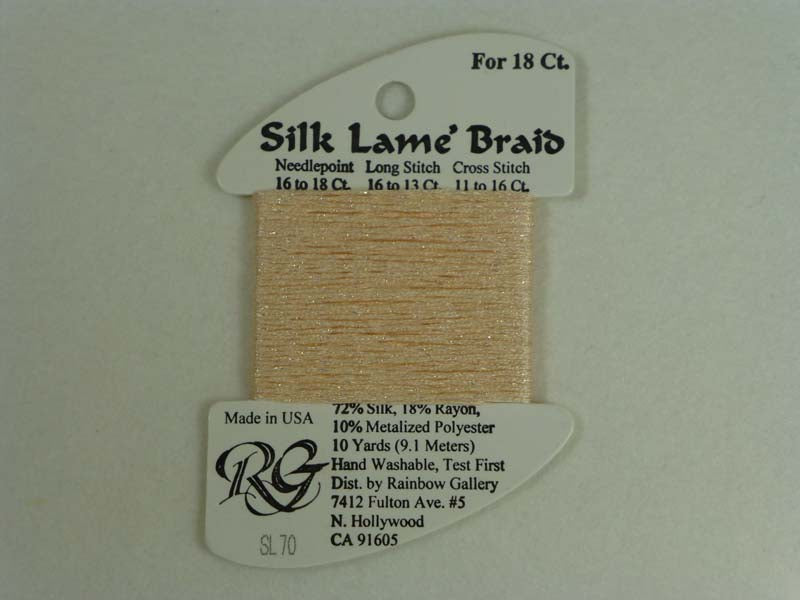 For 18 Ct.
Silk Lame' Braid
Needlepoint Long Stitch Cross Stitch
16 to 18 Ct. 16 to 13 Ct. 11 to 16 Ct.
72% Silk, 18% Rayon,
10% Metalized Polyester
10 Yards (9.1 Meters)
Hand Washable, Test First
Dist. by Rainbow Gallery
7412 Fulton Ave. #5
N. Hollywood
CA 91605
Made in USA
RG
SL70